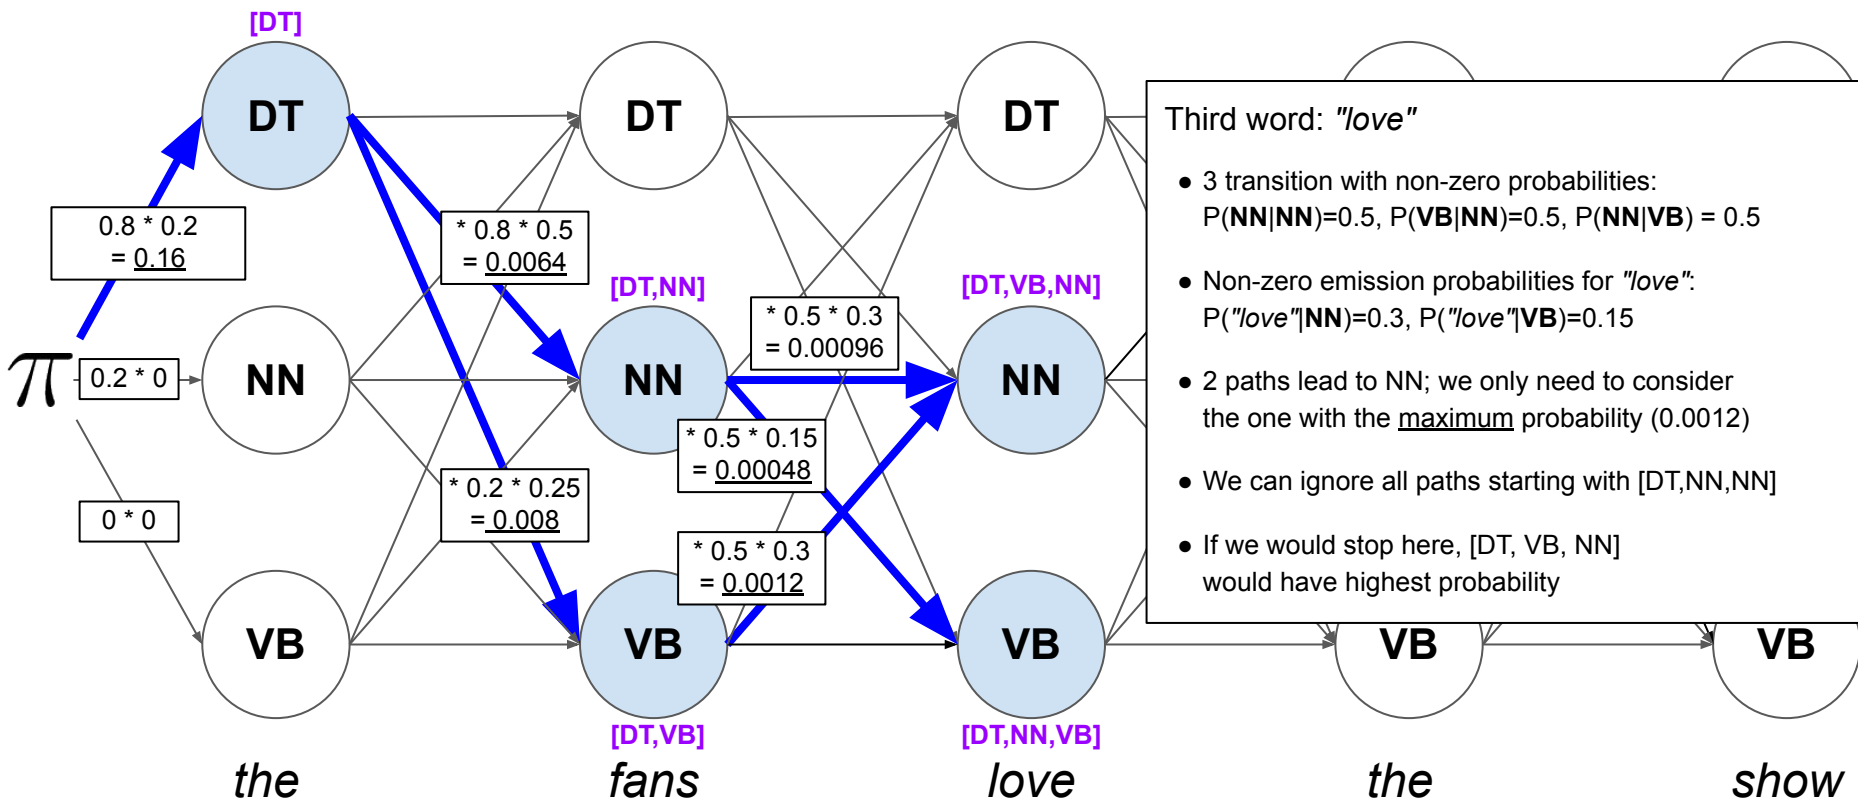 [DT]
DT
DT
DT
Third word: "love"
● 3 transition with non-zero probabilities:
P(NN|NN)=0.5, P(VB|NN)=0.5, P(NN|VB) = 0.5
● Non-zero emission probabilities for "love":
P("love"|NN)=0.3, P("love"|VB)=0.15
● 2 paths lead to NN; we only need to consider
the one with the maximum probability (0.0012)
● We can ignore all paths starting with [DT,NN,NN]
● If we would stop here, [DT, VB, NN]
would have highest probability
0.8 * 0.2
= 0.16
* 0.8 * 0.5
= 0.0064
[DT,NN]
[DT,VB,NN]
* 0.5 * 0.3
= 0.00096
π
0.2 * 0
NN
NN
NN
* 0.5 * 0.15
= 0.00048
* 0.2 * 0.25
= 0.008
0 * 0
* 0.5 * 0.3
= 0.0012
VB
VB
VB
VB
VB
[DT,VB]
[DT,NN,VB]
the
fans
love
the
show